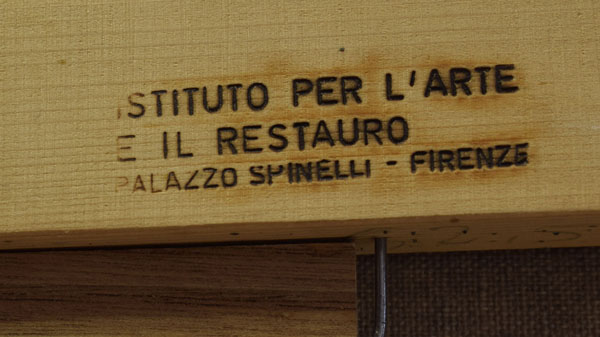 ISTITUTO PER L'ARTE
E IL RESTAURO
PALAZZO SPINELLI - FIRENZE